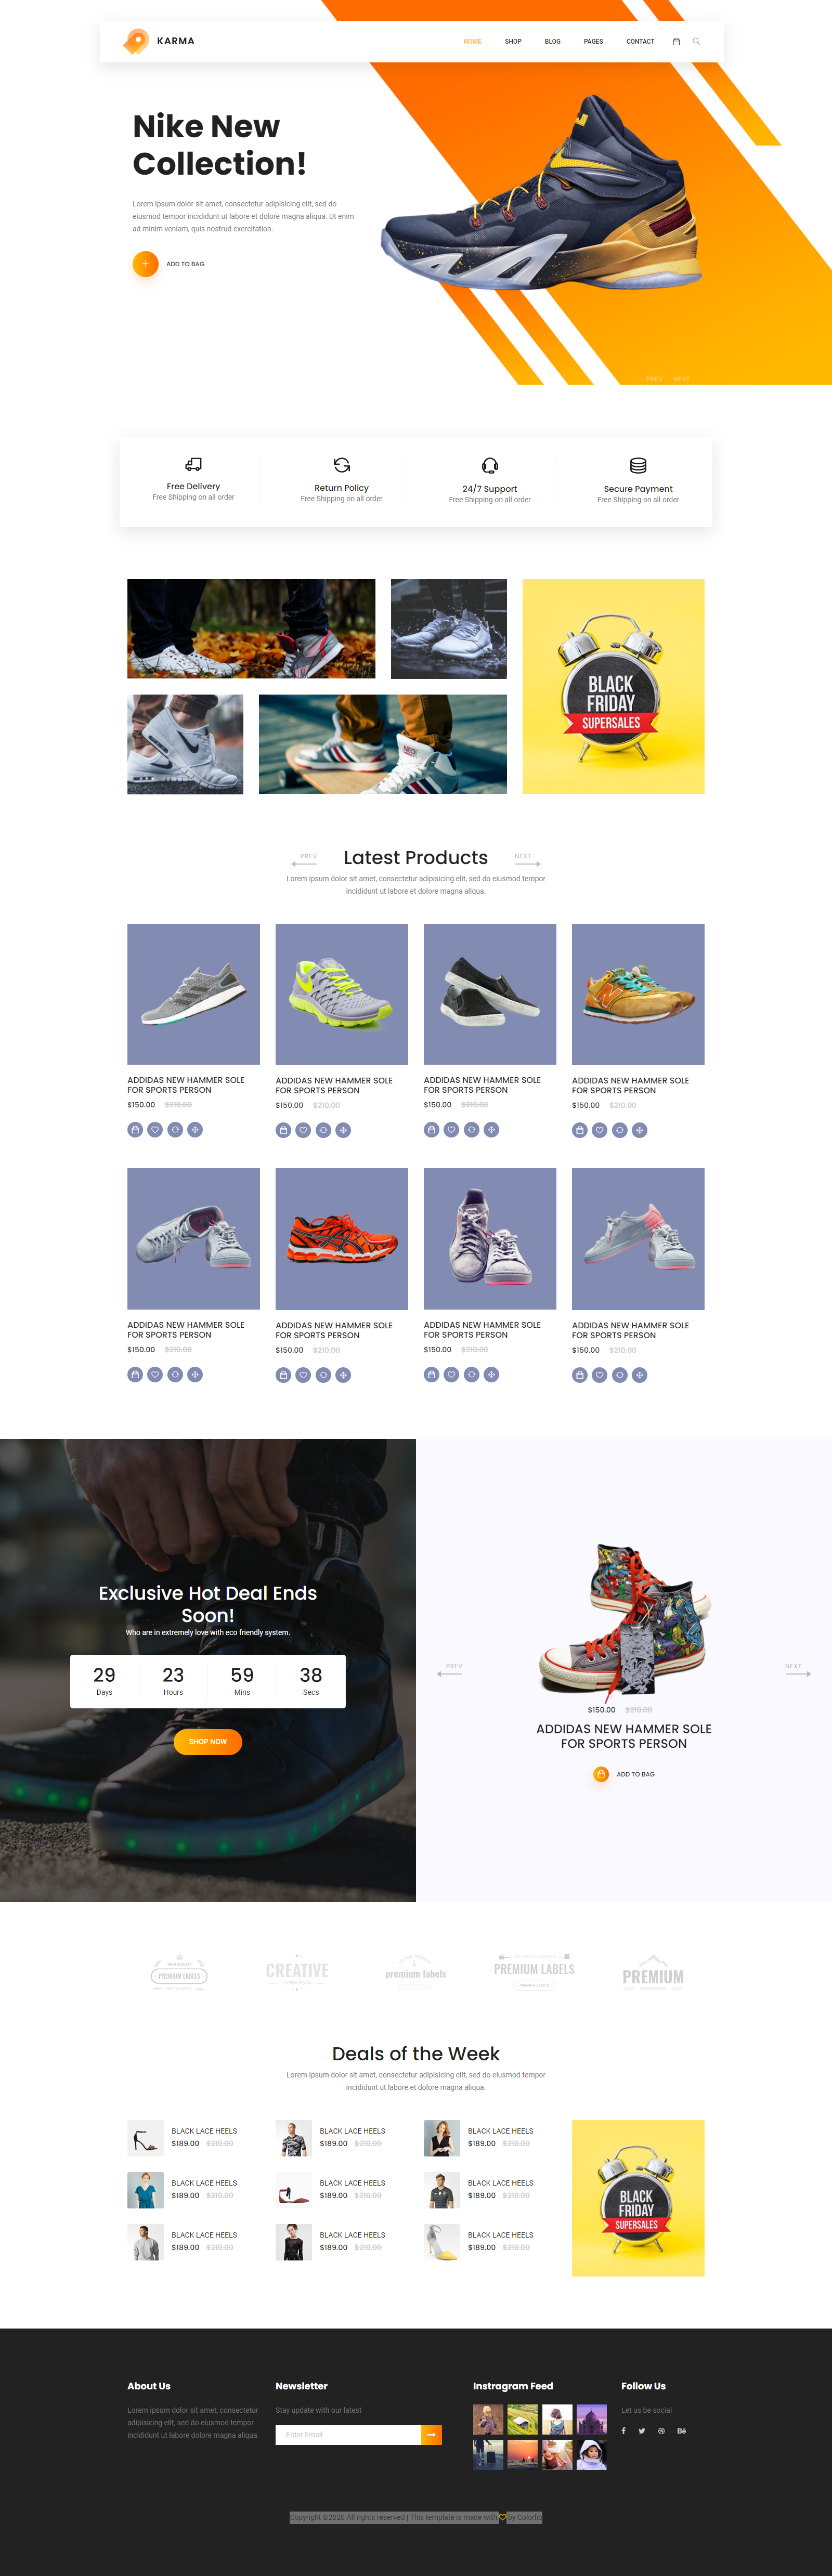 KARMA
HOME SHOP BLOG PAGES CONTACT
Nike New
Collection!
Lorem ipsum dolor sit amet, consectetur adipisicing elit, sed do
eiusmod tempor incididunt ut labore et dolore magna aliqua. Ut enim
ad minim veniam, quis nostrud exercitation.
ADD TO BAG
PREV NEXT
Free Delivery
Free Shipping on all order
Return Policy
Free Shipping on all order
24/7 Support
Free Shipping on all order
Secure Payment
Free Shipping on all order
BLACK
FRIDAY
SUPERSALES
PREV
Latest Products
NEXT
Lorem ipsum dolor sit amet, consectetur adipisicing elit, sed do eiusmod tempor
incididunt ut labore et dolore magna aliqua.
ADDIDAS NEW HAMMER SOLE
FOR SPORTS PERSON
$150.00 $210.00
ADDIDAS NEW HAMMER SOLE
FOR SPORTS PERSON
$150.00 $210.00
ADDIDAS NEW HAMMER SOLE
FOR SPORTS PERSON
$150.00 $210.00
ADDIDAS NEW HAMMER SOLE
FOR SPORTS PERSON
$150.00 $210.00
ADDIDAS NEW HAMMER SOLE
FOR SPORTS PERSON
$150.00 $210.00
ADDIDAS NEW HAMMER SOLE
FOR SPORTS PERSON
$150.00 $210.00
ADDIDAS NEW HAMMER SOLE
FOR SPORTS PERSON
$150.00 $210.00
ADDIDAS NEW HAMMER SOLE
FOR SPORTS PERSON
$150.00 $210.00
Exclusive Hot Deal Ends
Soon!
Who are in extremely love with eco friendly system.
29 23 59 38
Days Hours Mins Secs
SHOP NOW
PREV
NEXT
$150.00 $210.00
ADDIDAS NEW HAMMER SOLE
FOR SPORTS PERSON
ADD TO BAG
HIGH QUALITY
PREMIUM LABELS
CREATIVE
premium labels
PREMIUM LABELS
PREMIUM
Deals of the Week
Lorem ipsum dolor sit amet, consectetur adipisicing elit, sed do eiusmod tempor
incididunt ut labore et dolore magna aliqua.
BLACK LACE HEELS
$189.00 $210.00
BLACK LACE HEELS
$189.00 $210.00
BLACK LACE HEELS
$189.00 $210.00
BLACK LACE HEELS
$189.00 $210.00
BLACK LACE HEELS
$189.00 $210.00
BLACK LACE HEELS
$189.00 $210.00
BLACK LACE HEELS
$189.00 $210.00
BLACK LACE HEELS
$189.00 $210.00
BLACK LACE HEELS
$189.00 $210.00
BLACK
FRIDAY
SUPERSALES
About Us
Lorem ipsum dolor sit amet, consectetur
adipisicing elit, sed do eiusmod tempor
incididunt ut labore dolore magna aliqua.
Newsletter
Stay update with our latest
Enter Email
Instragram Feed
Follow Us
Let us be social
Copyright ©2020 All rights reserved | This template is made with by Colorlib